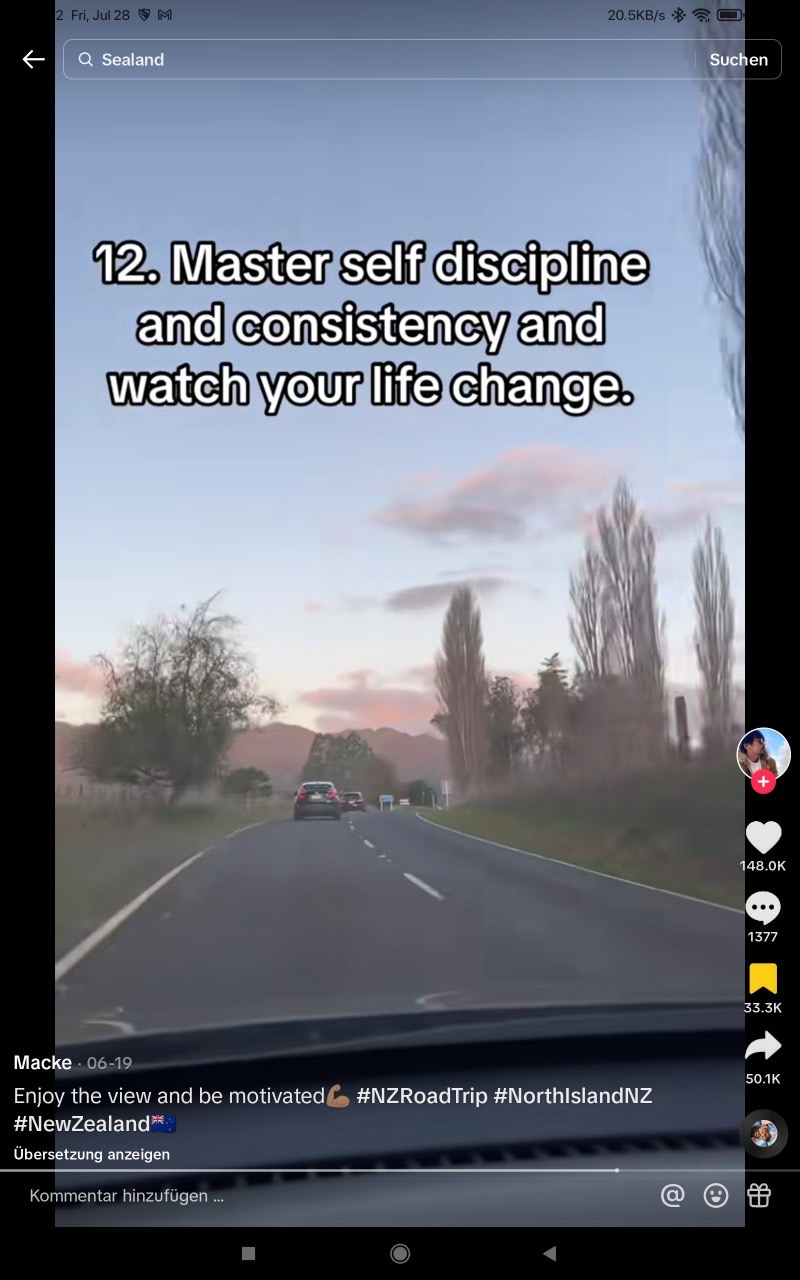 2 Fri, Jul 28
20.5KB/s
Sealand
Suchen
12. Master self discipline
and consistency and
watch your life change.
148.0K
1377
33.3K
50.1K
Macke · 06-19
Enjoy the view and be motivated💪🏽 #NZRoadTrip #NorthIslandNZ
#NewZealand🇳🇿
Übersetzung anzeigen
Kommentar hinzufügen ...